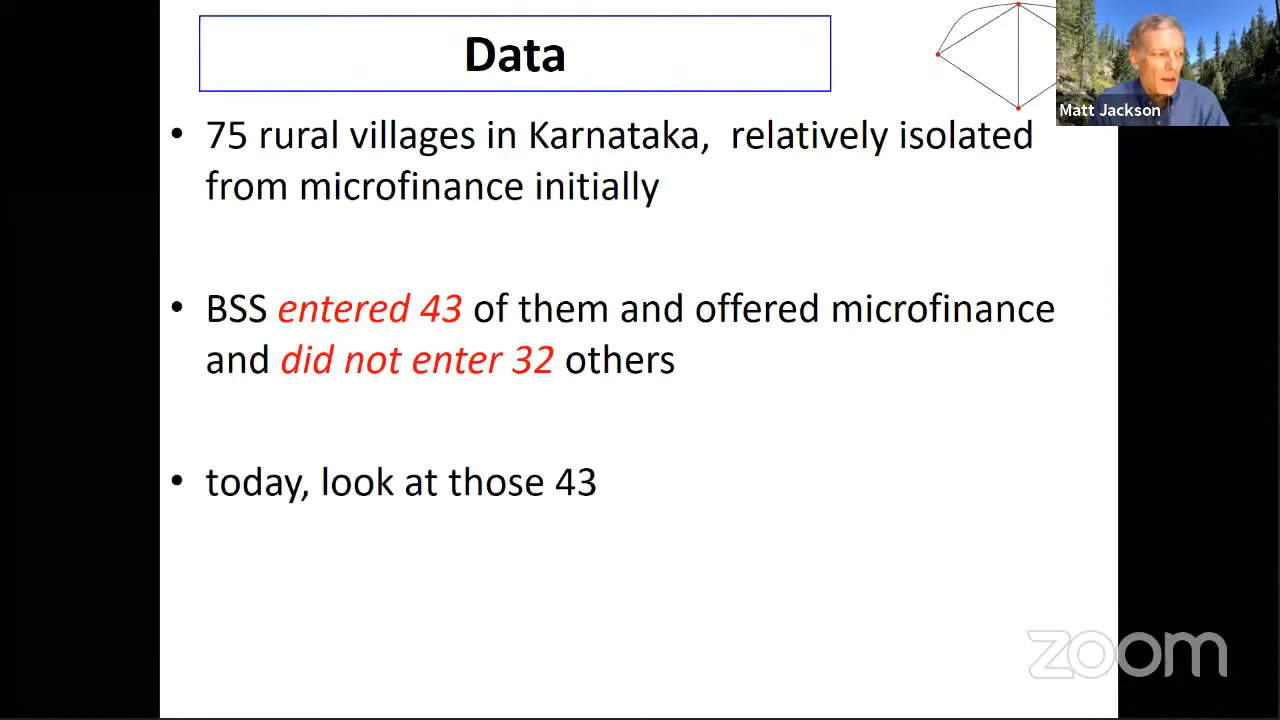 Data
Matt Jackson
• 75 rural villages in Karnataka, relatively isolated
from microfinance initially
• BSS entered 43 of them and offered microfinance
and did not enter 32 others
• today, look at those 43
zoom